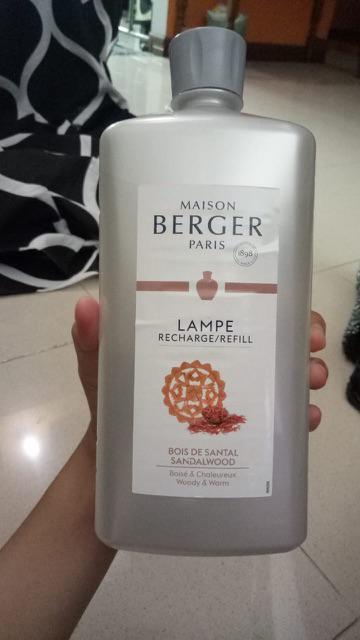 MAISON
BERGER
PARIS
1898
LAMPE
RECHARGE/REFILL
BOIS DE SANTAL
SANDALWOOD
Boisé & Chaleureux
Woody & Warm